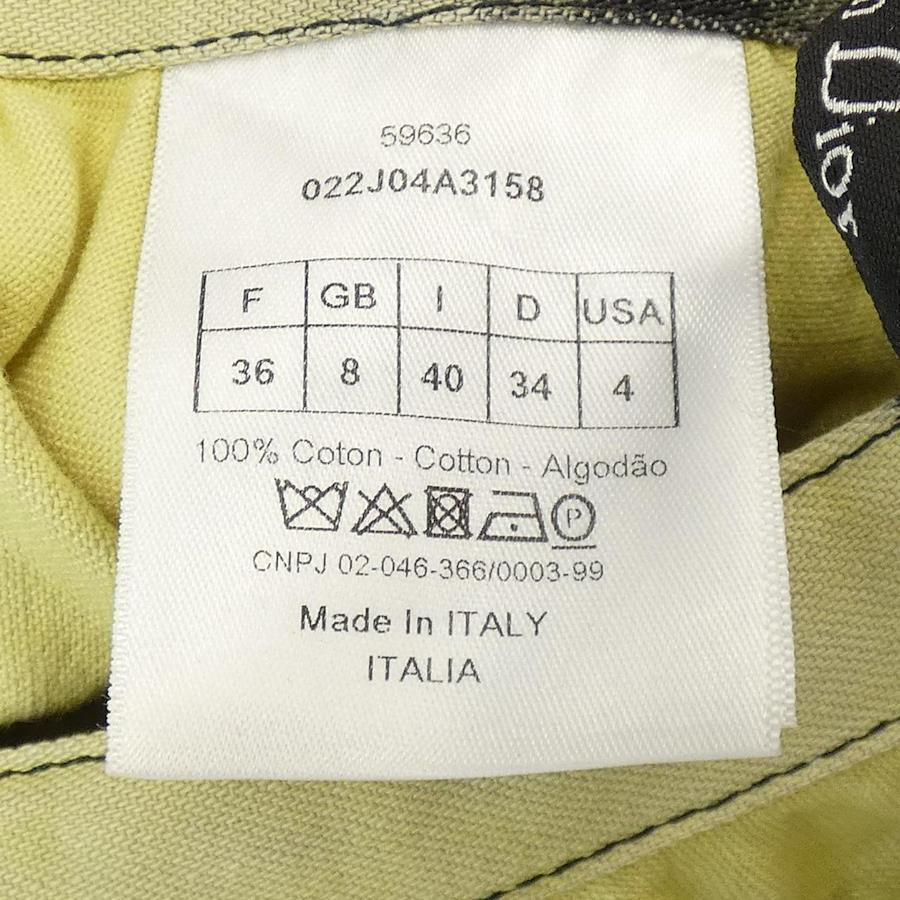 59636
022J04A3158
F GB I D USA
36 8 40 34 4
100% Coton - Cotton - Algodão
P
CNPJ 02-046-366/0003-99
Made In ITALY
ITALIA
Dior